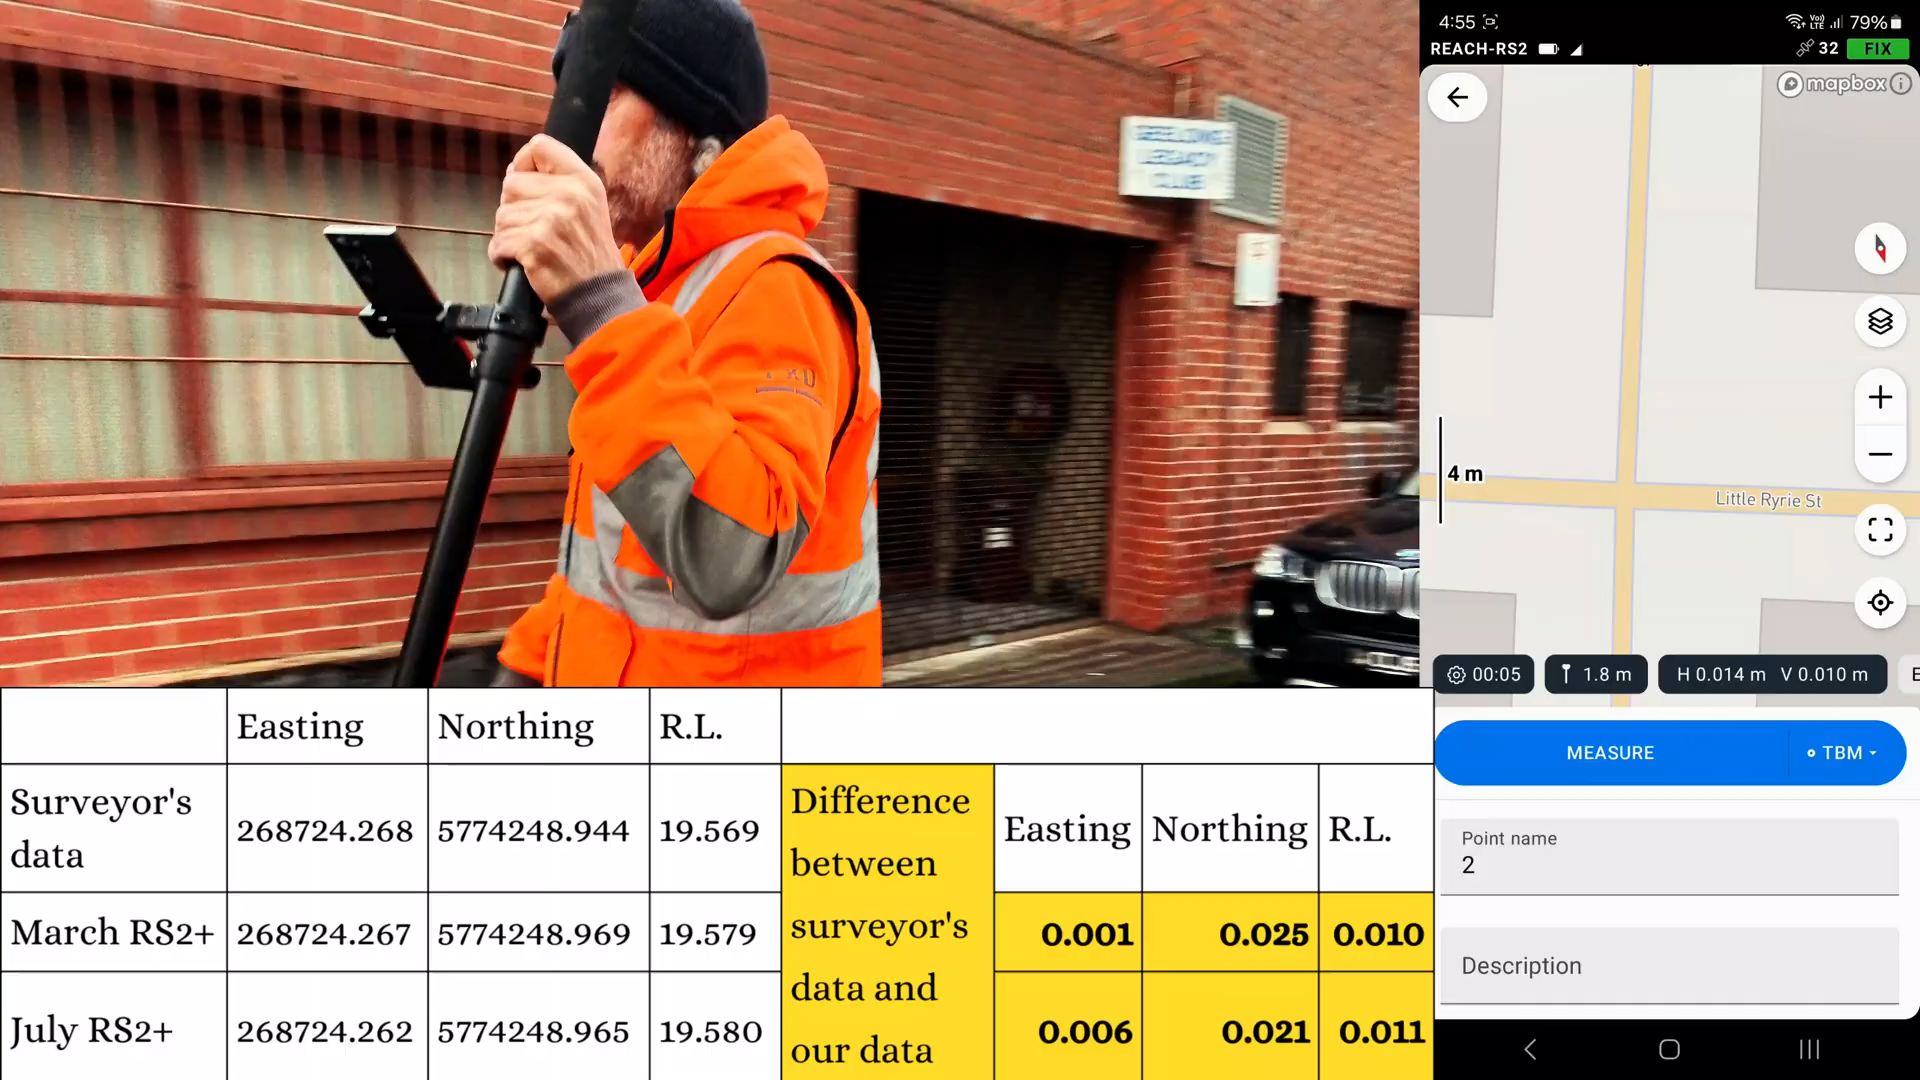 GEELONG
LEGACY
CLUB
4:55
79%
REACH-RS2
32
FIX
mapbox
4 m
Little Ryrie St
00:05
1.8 m
H 0.014 m V 0.010 m
MEASURE
TBM
Point name
2
Description
Easting Northing R.L.
Surveyor's
data
268724.268 5774248.944 19.569
March RS2+ 268724.267 5774248.969 19.579
July RS2+ 268724.262 5774248.965 19.580
Difference
between
surveyor's
data and
our data
Easting Northing R.L.
0.001 0.025 0.010
0.006 0.021 0.011